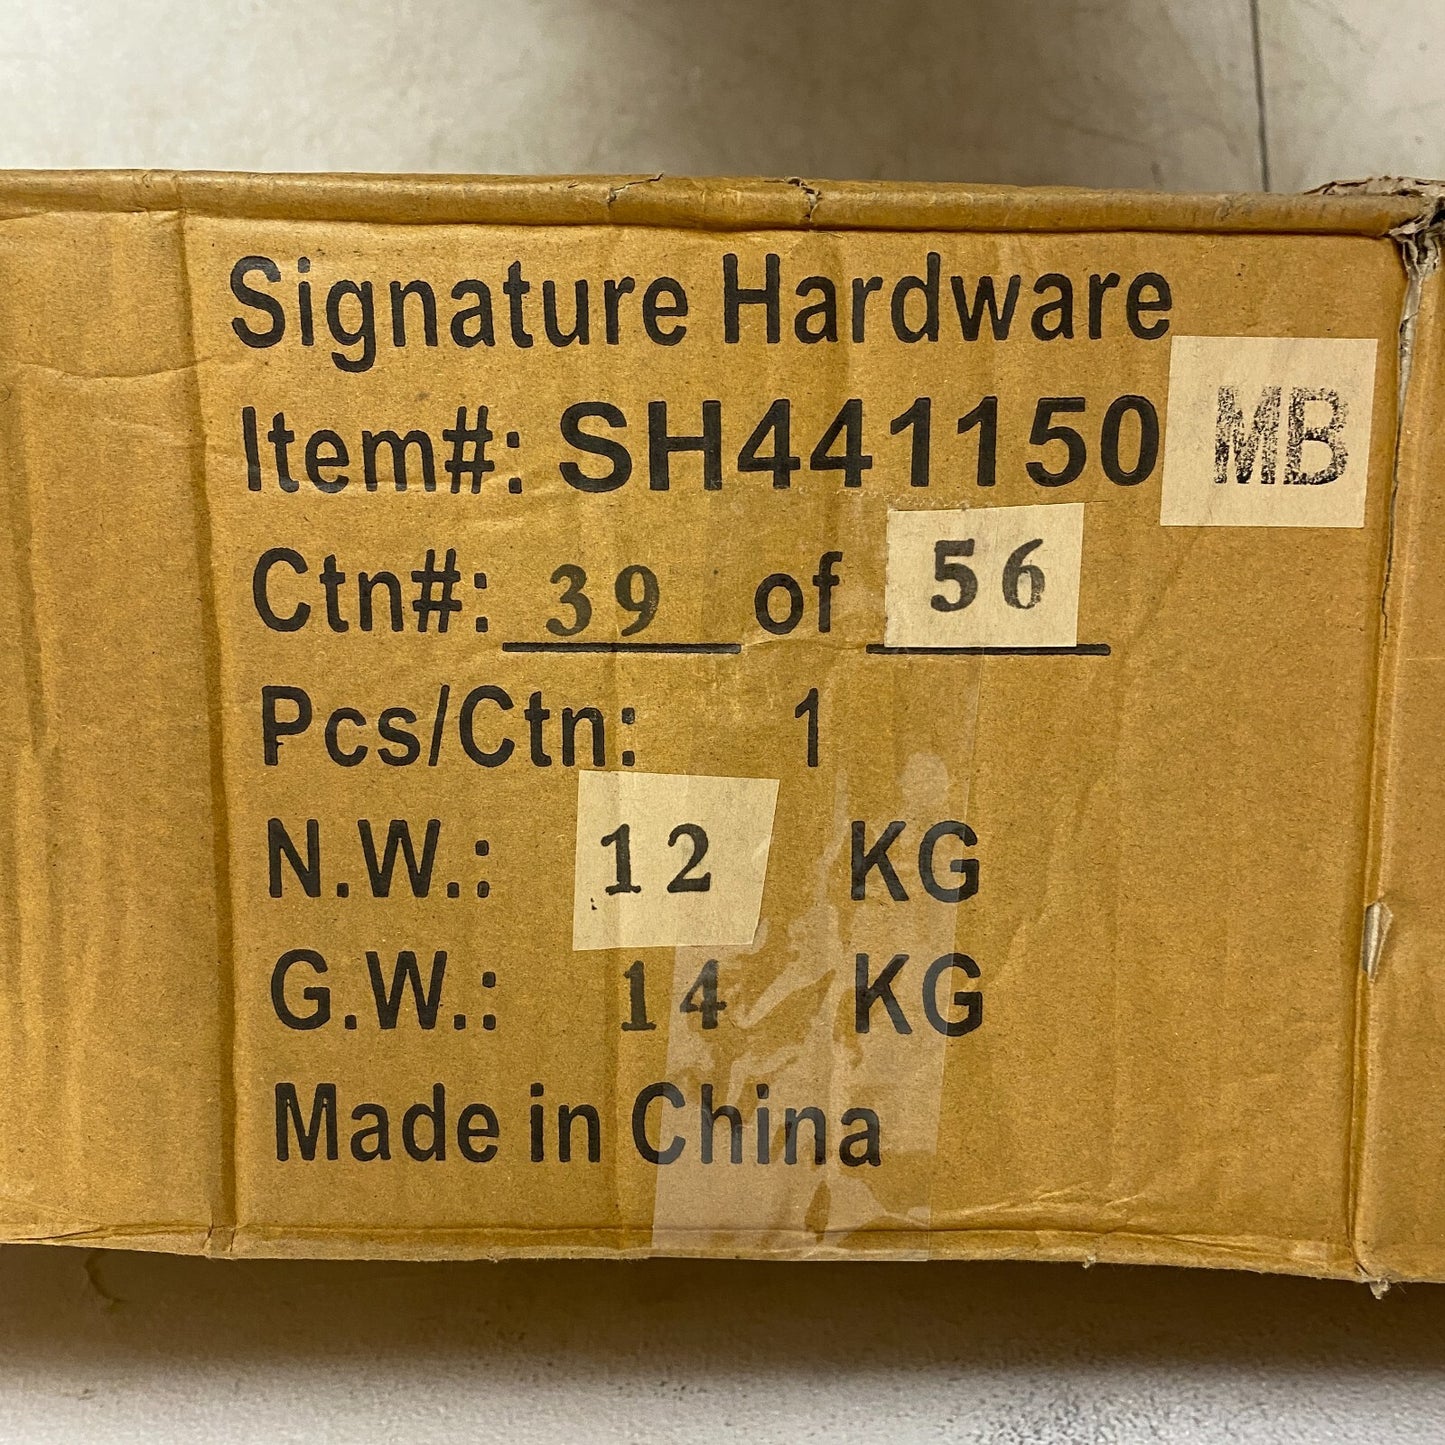 Signature Hardware
Item#: SH441150 MB
Ctn#: 39 of 56
Pcs/Ctn: 1
N.W.: 12 KG
G.W.: 14 KG
Made in China